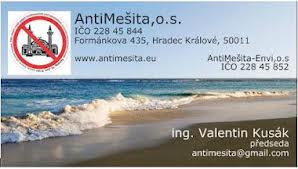 AntiMešita,o.s.
IČO 228 45 844
Formánkova 435, Hradec Králové, 50011
www.antimesita.eu
AntiMešita-Envi,o.s
IČO 228 45 852
ing. Valentin Kusák
předseda
antimesita@gmail.com